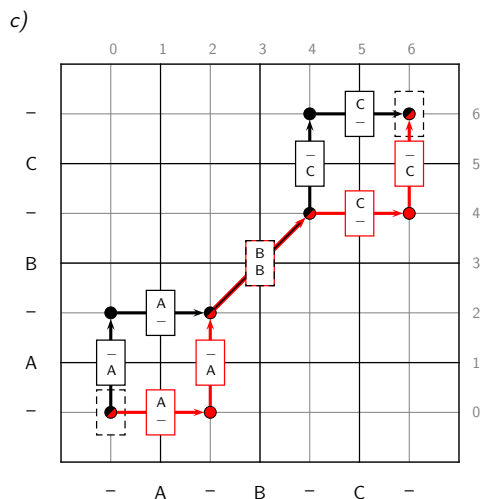 c)
0 1 2 3 4 5 6
– C – 6
C – C – C 5
– C – 4
B B B 3
– A – 2
A – A – A 1
– A – 0
– A – B – C –